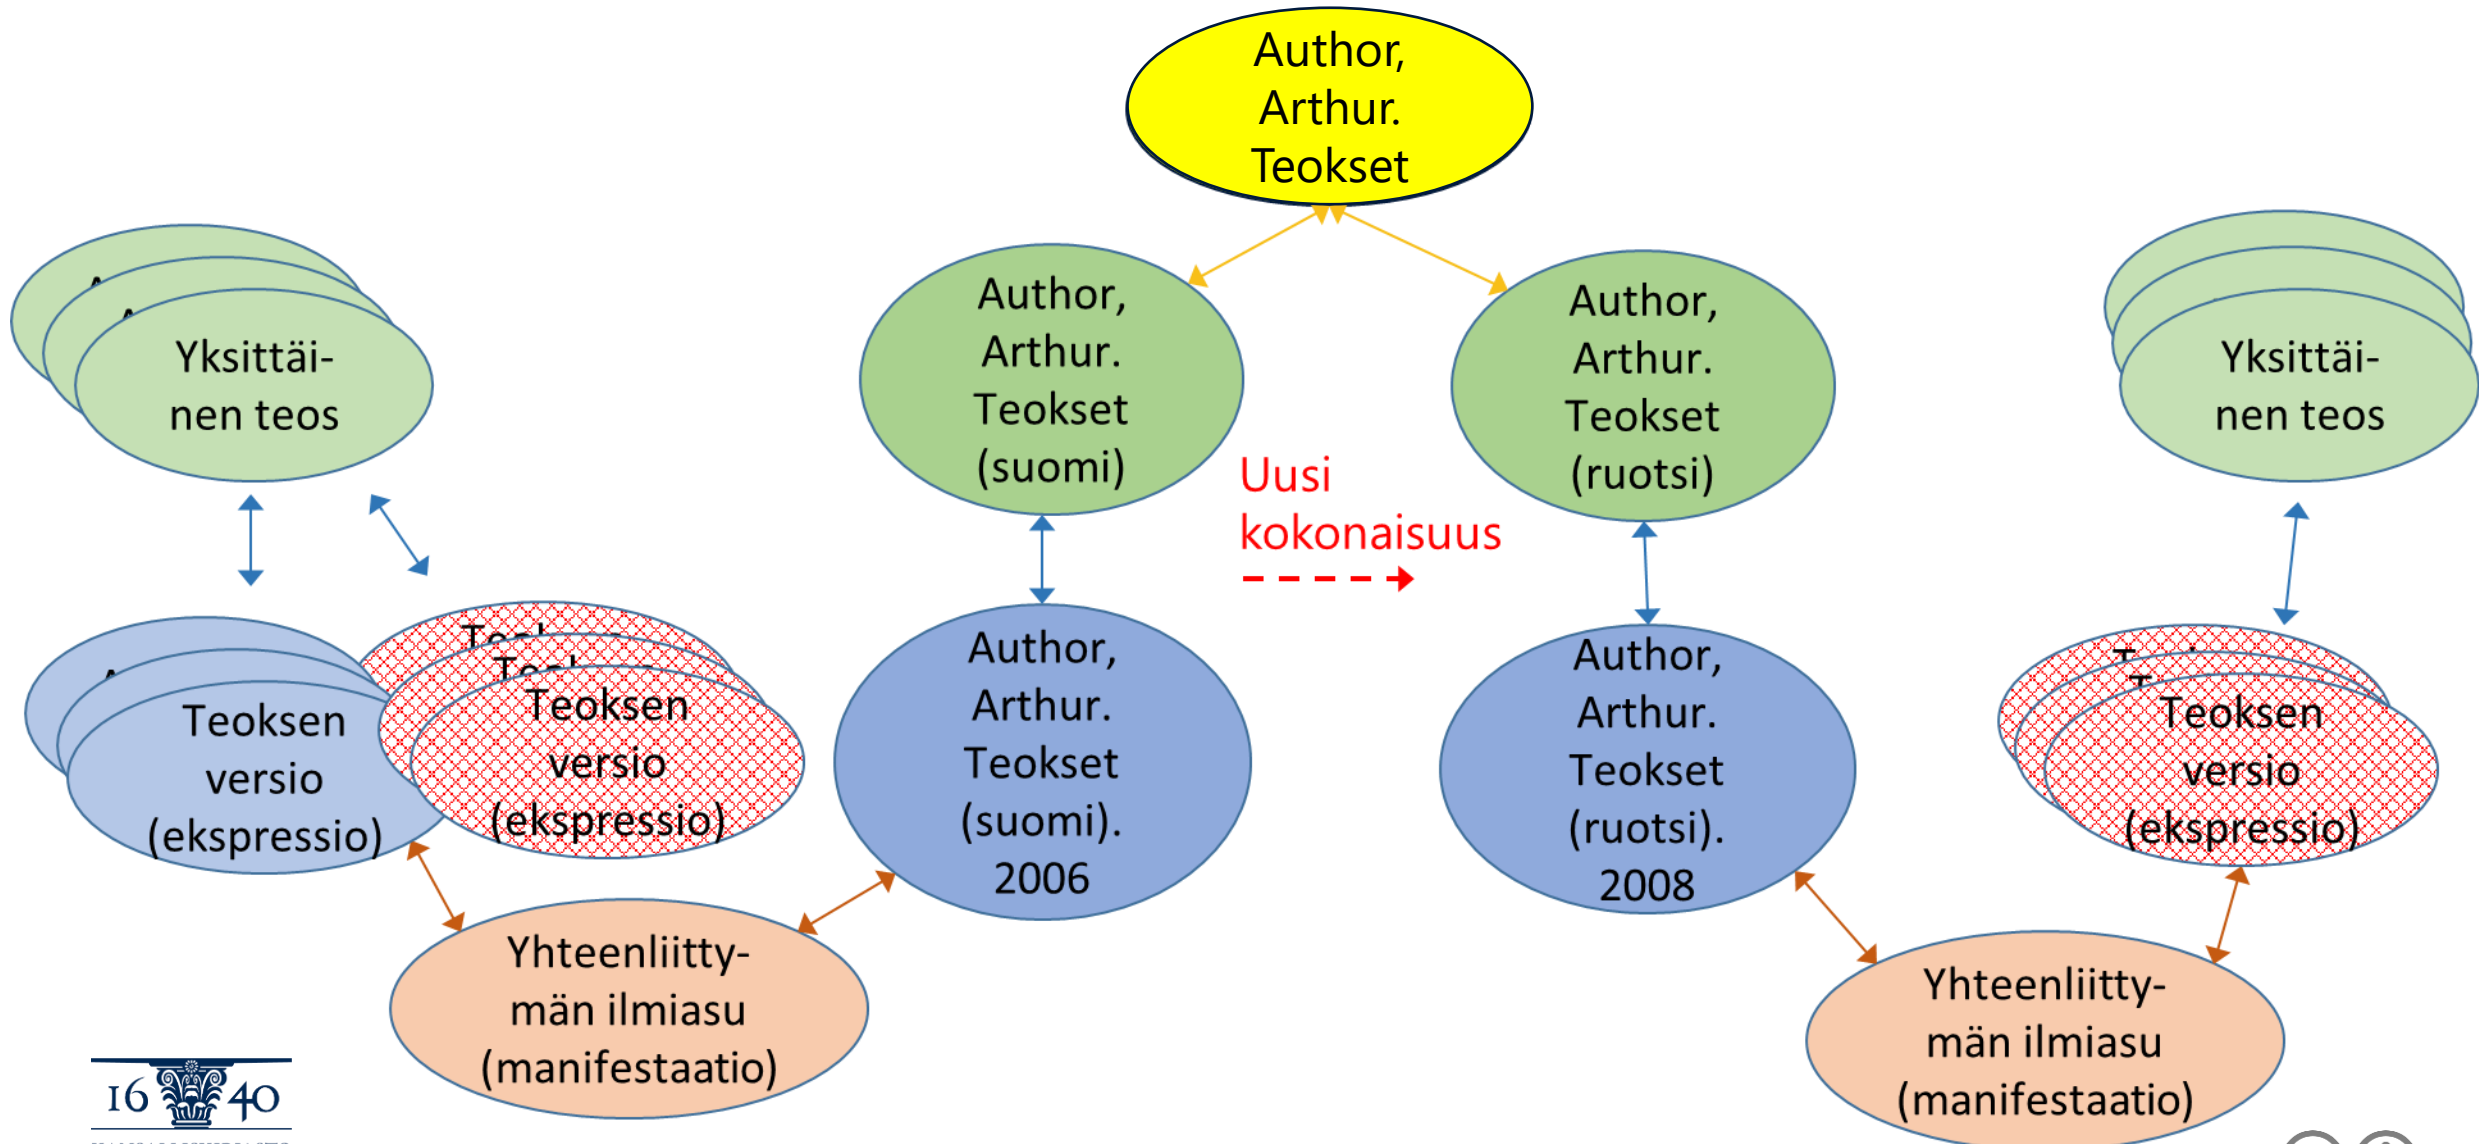 Author,
Arthur.
Teokset
Yksittäi-
nen teos
Author,
Arthur.
Teokset
(suomi)
Author,
Arthur.
Teokset
(ruotsi)
Yksittäi-
nen teos
Uusi
kokonaisuus
Teoksen
versio
(ekspressio)
Teoksen
versio
(ekspressio)
Author,
Arthur.
Teokset
(suomi).
2006
Author,
Arthur.
Teokset
(ruotsi).
2008
Teoksen
versio
(ekspressio)
Yhteenliitty-
män ilmiasu
(manifestaatio)
Yhteenliitty-
män ilmiasu
(manifestaatio)
1640